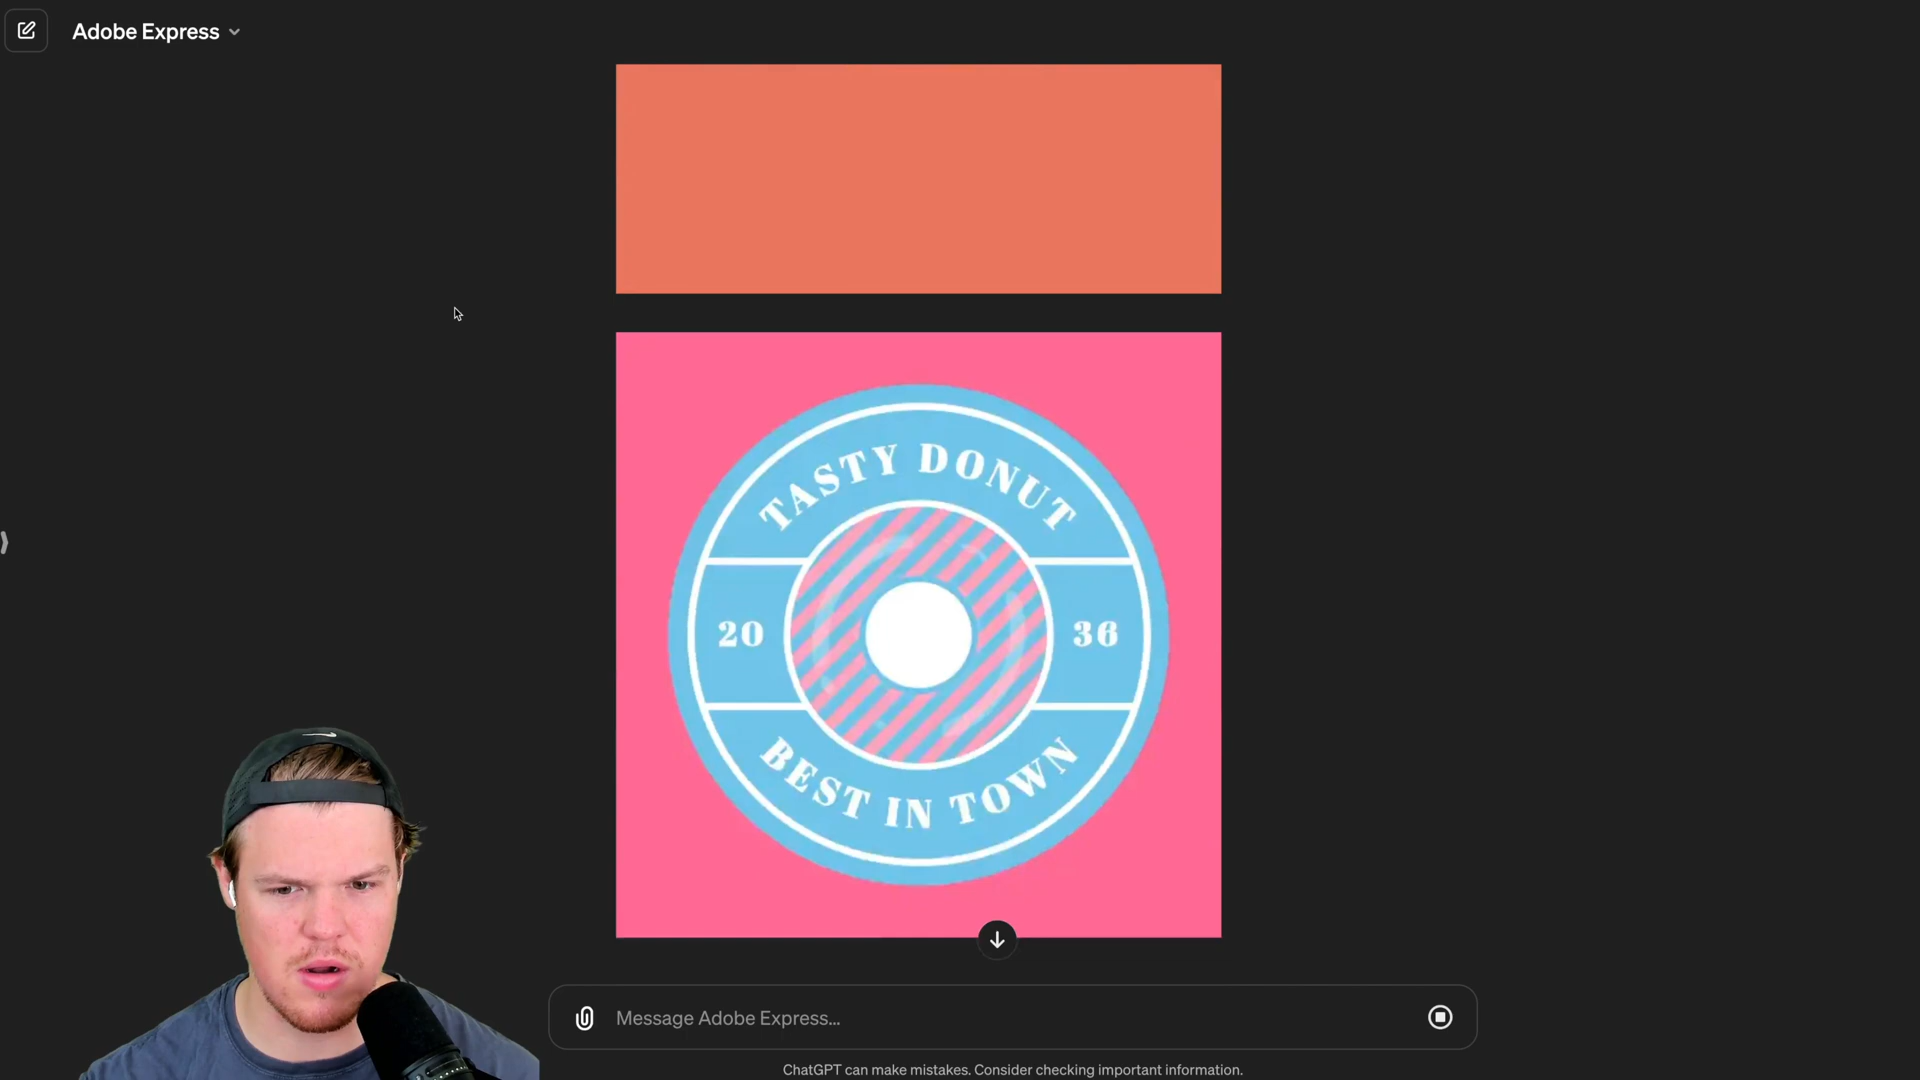 Adobe Express
TASTY DONUT
20
36
BEST IN TOWN
Message Adobe Express...
ChatGPT can make mistakes. Consider checking important information.